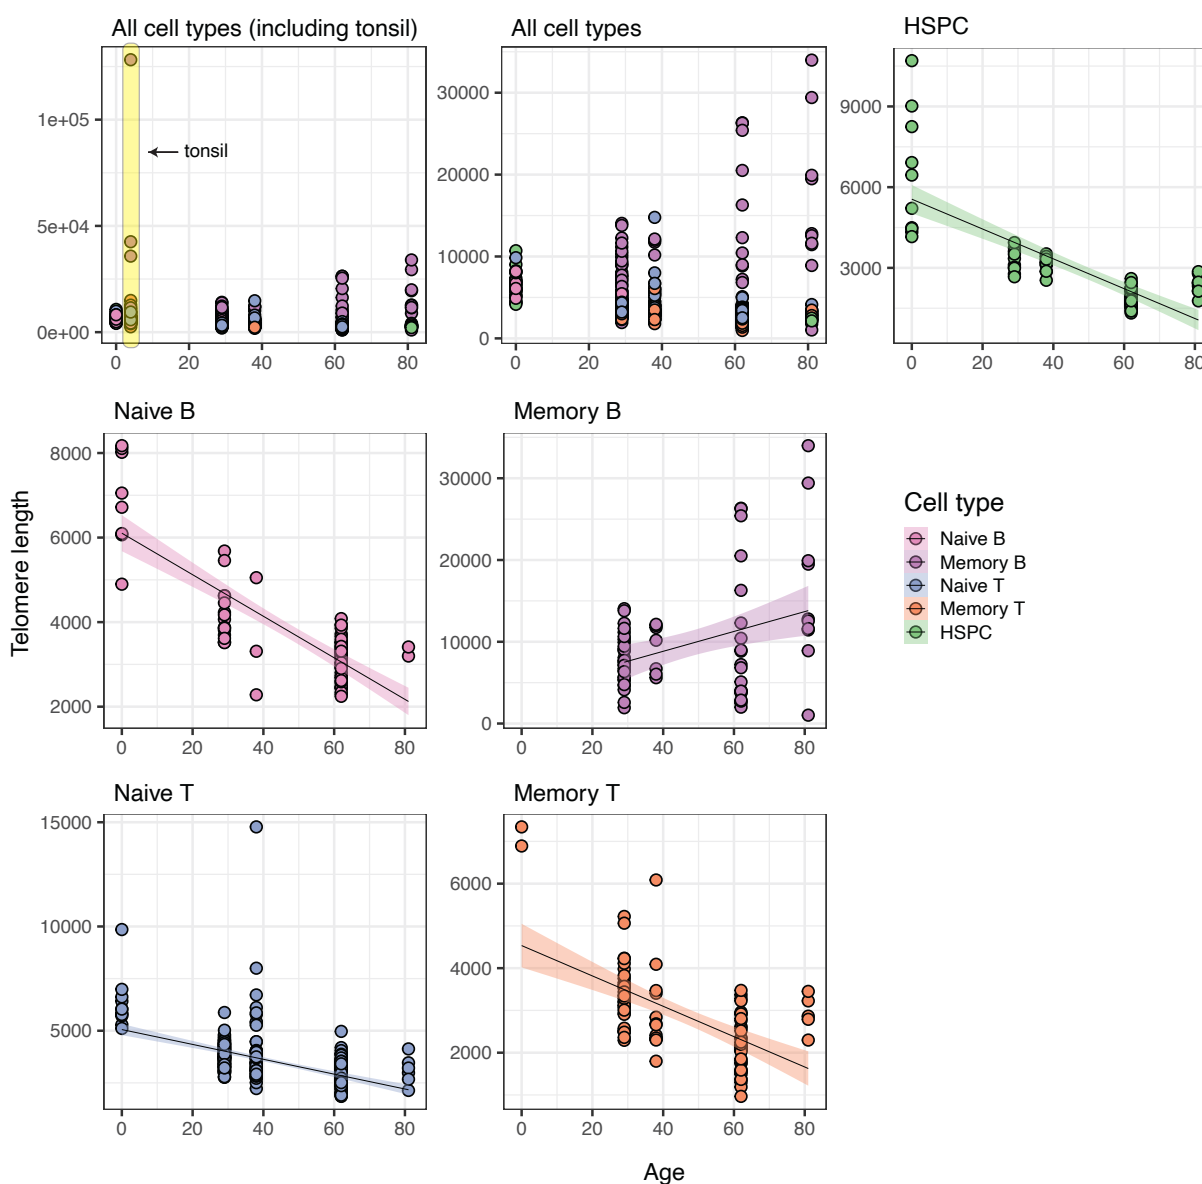 All cell types (including tonsil)
All cell types
HSPC
1e+05
5e+04
0e+00
tonsil
0 20 40 60 80
30000
20000
10000
0
0 20 40 60 80
9000
6000
3000
0 20 40 60 80
Naive B
Memory B
8000
6000
4000
2000
0 20 40 60 80
30000
20000
10000
0
0 20 40 60 80
Telomere length
Cell type
Naive B
Memory B
Naive T
Memory T
HSPC
Naive T
Memory T
15000
10000
5000
0 20 40 60 80
6000
4000
2000
0 20 40 60 80
Age